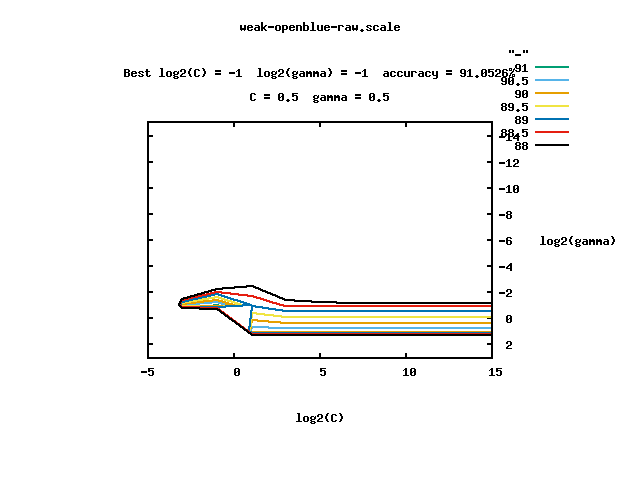 weak-openblue-raw.scale
"-"
Best log2(C) = -1 log2(gamma) = -1 accuracy = 91.0526%
91
90.5
C = 0.5 gamma = 0.5
90
89.5
89
88.5
88
-14
-12
-10
-8
-6
log2(gamma)
-4
-2
0
2
-5 0 5 10 15
log2(C)